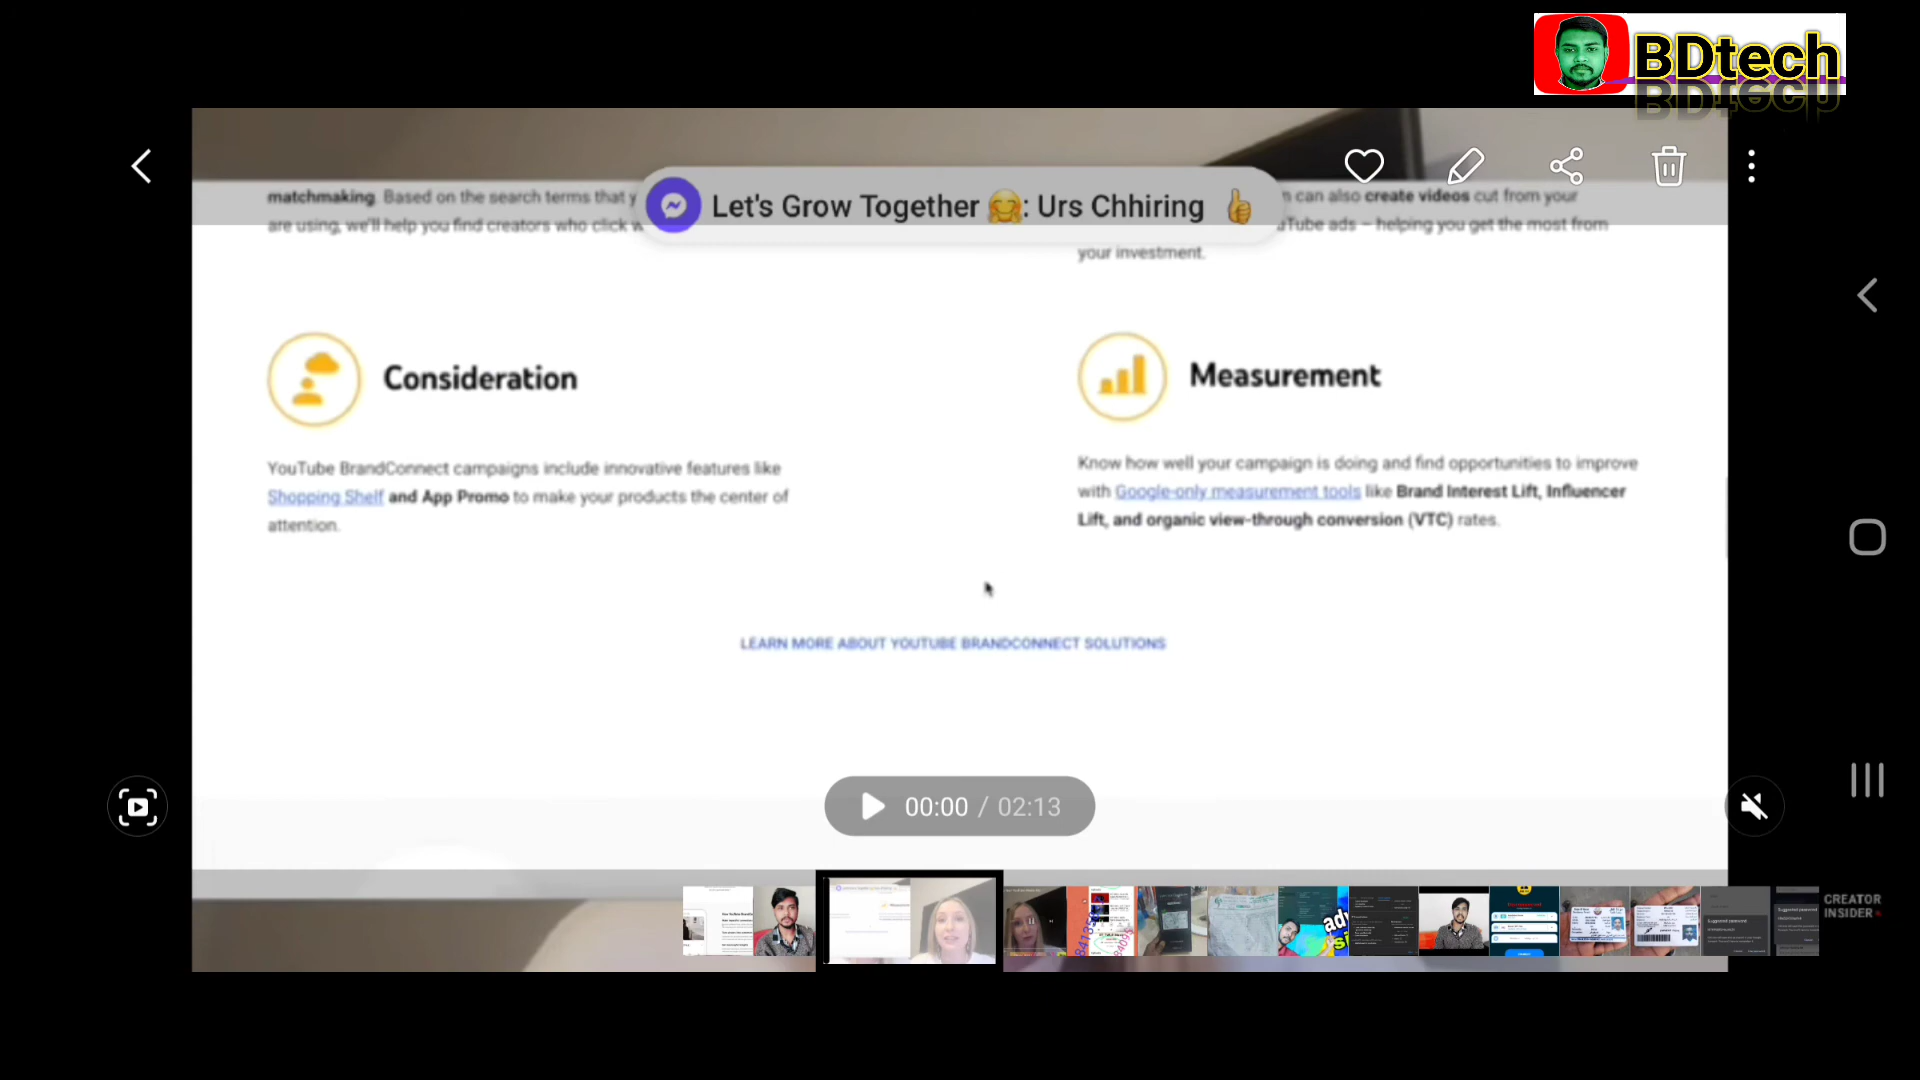 BDtech
matchmaking. Based on the search terms that y
are using, we'll help you find creators who click w
Let's Grow Together 🤗: Urs Chhiring 👍
n can also create videos cut from your
uTube ads – helping you get the most from
your investment.
Consideration
YouTube BrandConnect campaigns include innovative features like
Shopping Shelf and App Promo to make your products the center of
attention.
Measurement
Know how well your campaign is doing and find opportunities to improve
with Google-only measurement tools like Brand Interest Lift, Influencer
Lift, and organic view-through conversion (VTC) rates.
LEARN MORE ABOUT YOUTUBE BRANDCONNECT SOLUTIONS
00:00 / 02:13
CREATOR
INSIDER